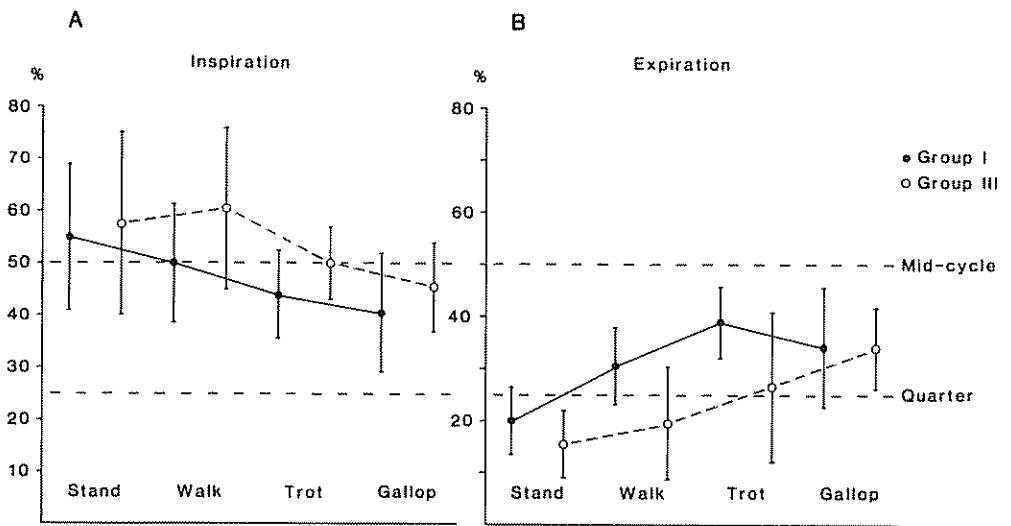 A
Inspiration
%
80
70
60
50
40
30
20
10
Stand Walk Trot Gallop
B
Expiration
%
80
60
40
20
Stand Walk Trot Gallop
Group I
Group III
Mid-cycle
Quarter